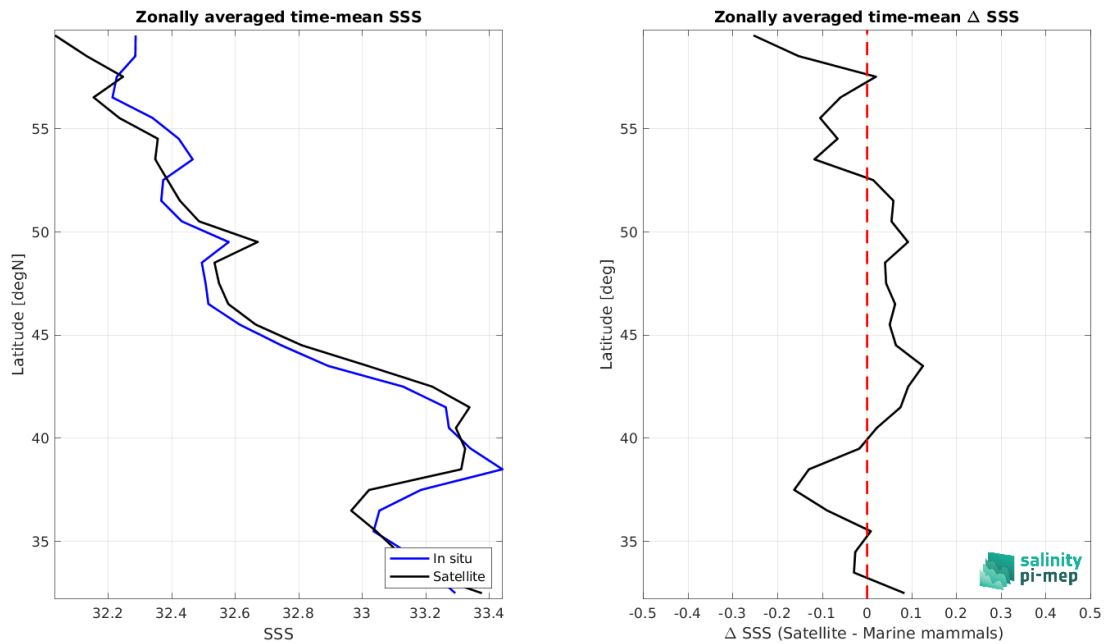 Zonally averaged time-mean SSS
55
50
45
40
35
Latitude [degN]
32.2 32.4 32.6 32.8 33 33.2 33.4
SSS
In situ
Satellite
Zonally averaged time-mean Δ SSS
55
50
45
40
35
Latitude [deg]
-0.5 -0.4 -0.3 -0.2 -0.1 0 0.1 0.2 0.3 0.4 0.5
Δ SSS (Satellite - Marine mammals)
salinity
pi-mep